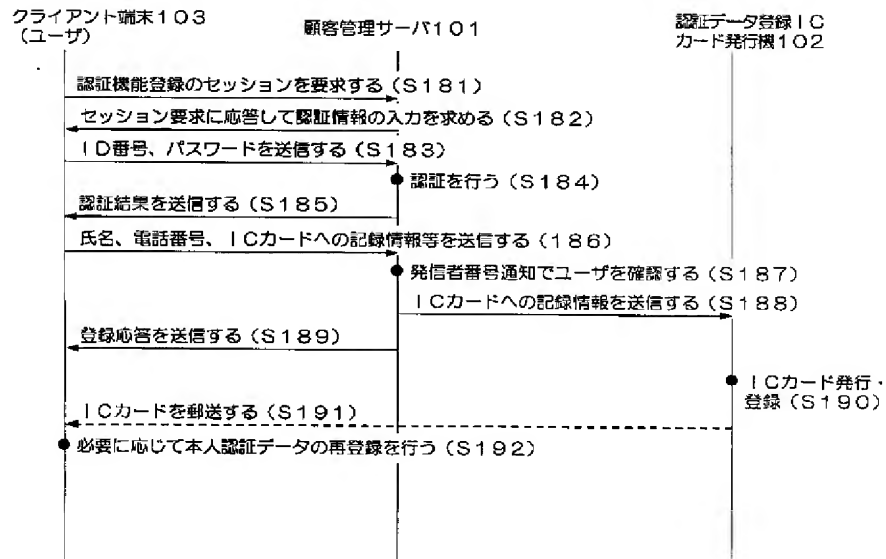 クライアント端末103
(ユーザ)
顧客管理サーバ101
認証データ登録IC
カード発行機102
認証機能登録のセッションを要求する(S181)
セッション要求に応答して認証情報の入力を求める(S182)
ID番号、パスワードを送信する(S183)
認証を行う(S184)
認証結果を送信する(S185)
氏名、電話番号、ICカードへの記録情報等を送信する(186)
発信者番号通知でユーザを確認する(S187)
ICカードへの記録情報を送信する(S188)
登録応答を送信する(S189)
ICカード発行・
登録(S190)
ICカードを郵送する(S191)
必要に応じて本人認証データの再登録を行う(S192)